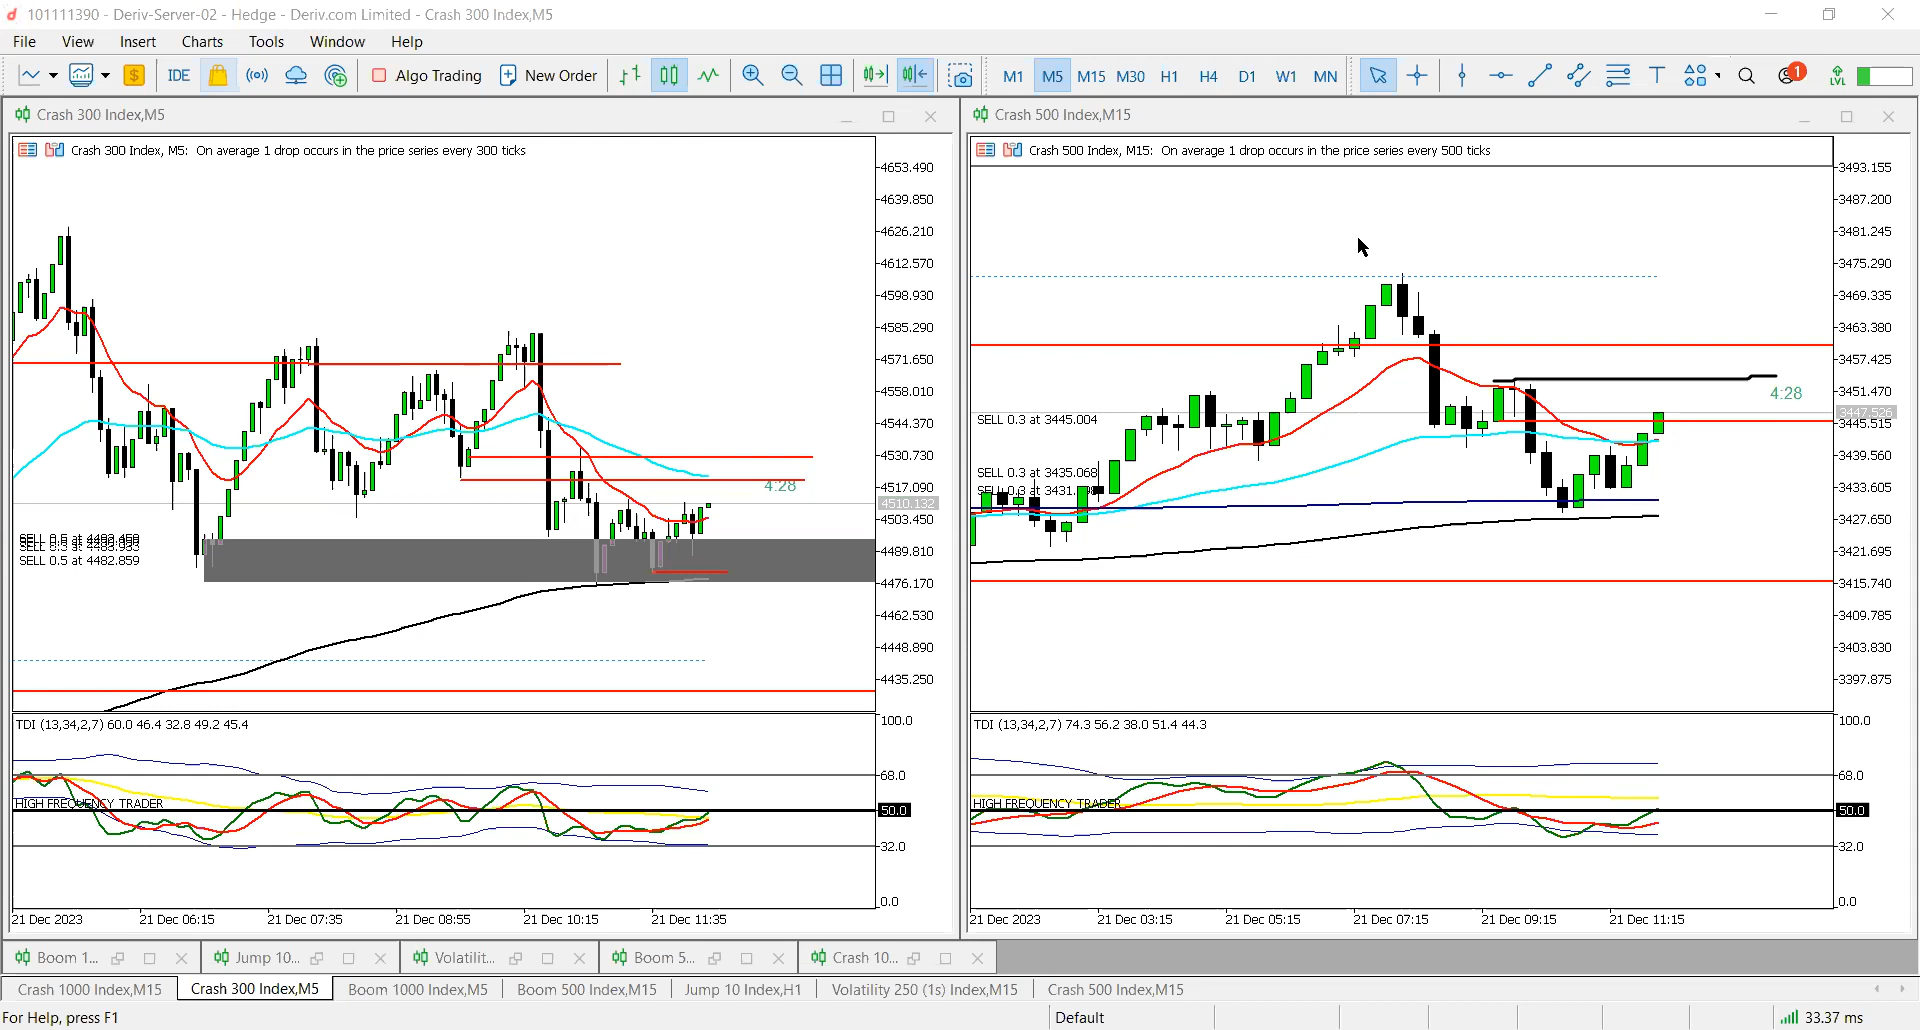 101111390 - Deriv-Server-02 - Hedge - Deriv.com Limited - Crash 300 Index,M5
File View Insert Charts Tools Window Help
IDE Algo Trading New Order M1 M5 M15 M30 H1 H4 D1 W1 MN 1 LVL
Crash 300 Index,M5
Crash 300 Index, M5: On average 1 drop occurs in the price series every 300 ticks
4653.490
4639.850
4626.210
4612.570
4598.930
4585.290
4571.650
4558.010
4544.370
4530.730
4:28
4517.090
4510.132
4503.450
SELL 0.5 at
4489.810
SELL 0.5 at 4482.859
4476.170
4462.530
4448.890
4435.250
TDI (13,34,2,7) 60.0 46.4 32.8 49.2 45.4
100.0
68.0
HIGH FREQUENCY TRADER
50.0
32.0
0.0
21 Dec 2023 21 Dec 06:15 21 Dec 07:35 21 Dec 08:55 21 Dec 10:15 21 Dec 11:35
Crash 500 Index,M15
Crash 500 Index, M15: On average 1 drop occurs in the price series every 500 ticks
3493.155
3487.200
3481.245
3475.290
3469.335
3463.380
3457.425
3451.470
4:28
3447.526
SELL 0.3 at 3445.004
3445.515
3439.560
SELL 0.3 at 3435.068
3433.605
SELL 0.3 at
3427.650
3421.695
3415.740
3409.785
3403.830
3397.875
TDI (13,34,2,7) 74.3 56.2 38.0 51.4 44.3
100.0
68.0
HIGH FREQUENCY TRADER
50.0
32.0
0.0
21 Dec 2023 21 Dec 03:15 21 Dec 05:15 21 Dec 07:15 21 Dec 09:15 21 Dec 11:15
Boom 1... Jump 10... Volatilit... Boom 5... Crash 10...
Crash 1000 Index,M15 Crash 300 Index,M5 Boom 1000 Index,M5 Boom 500 Index,M15 Jump 10 Index,H1 Volatility 250 (1s) Index,M15 Crash 500 Index,M15
For Help, press F1 Default 33.37 ms